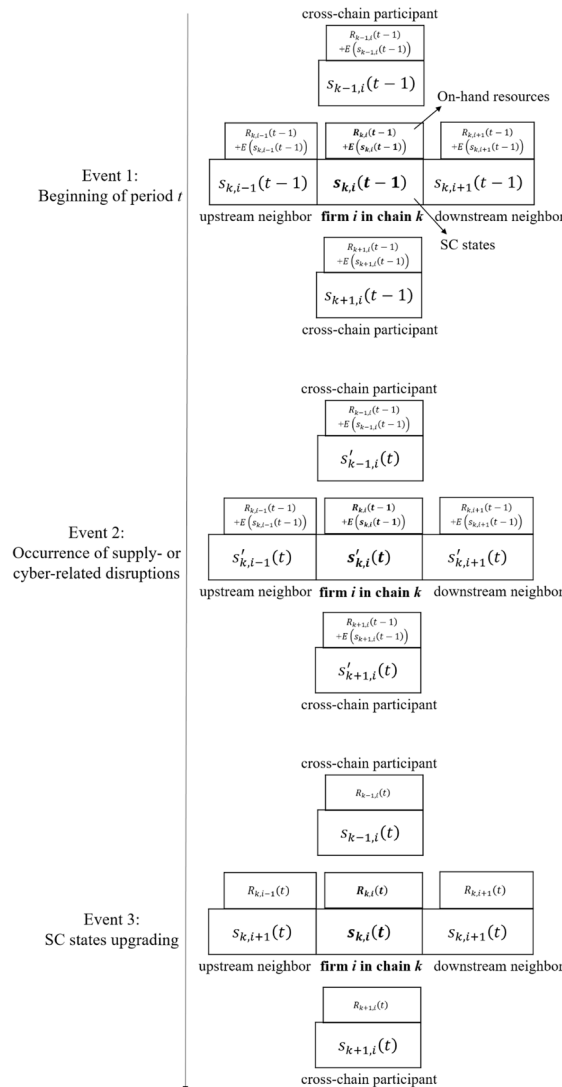 cross-chain participant
R_{k−1,i}(t−1)
+E(s_{k−1,i}(t−1))
s_{k−1,i}(t − 1)
On-hand resources
R_{k,i−1}(t−1)
+E(s_{k,i−1}(t−1))
R_{k,i}(t−1)
+E(s_{k,i}(t−1))
R_{k,i+1}(t−1)
+E(s_{k,i+1}(t−1))
Event 1:
Beginning of period t
s_{k,i−1}(t − 1)
s_{k,i}(t − 1)
s_{k,i+1}(t − 1)
upstream neighbor firm i in chain k downstream neighbor
SC states
R_{k+1,i}(t−1)
+E(s_{k+1,i}(t−1))
s_{k+1,i}(t − 1)
cross-chain participant
cross-chain participant
R_{k−1,i}(t−1)
+E(s_{k−1,i}(t−1))
s′_{k−1,i}(t)
R_{k,i−1}(t−1)
+E(s_{k,i−1}(t−1))
R_{k,i}(t−1)
+E(s_{k,i}(t−1))
R_{k,i+1}(t−1)
+E(s_{k,i+1}(t−1))
Event 2:
Occurrence of supply- or
cyber-related disruptions
s′_{k,i−1}(t)
s′_{k,i}(t)
s′_{k,i+1}(t)
upstream neighbor firm i in chain k downstream neighbor
R_{k+1,i}(t−1)
+E(s_{k+1,i}(t−1))
s′_{k+1,i}(t)
cross-chain participant
cross-chain participant
R_{k−1,i}(t)
s_{k−1,i}(t)
R_{k,i−1}(t)
R_{k,i}(t)
R_{k,i+1}(t)
Event 3:
SC states upgrading
s_{k,i+1}(t)
s_{k,i}(t)
s_{k,i+1}(t)
upstream neighbor firm i in chain k downstream neighbor
R_{k+1,i}(t)
s_{k+1,i}(t)
cross-chain participant